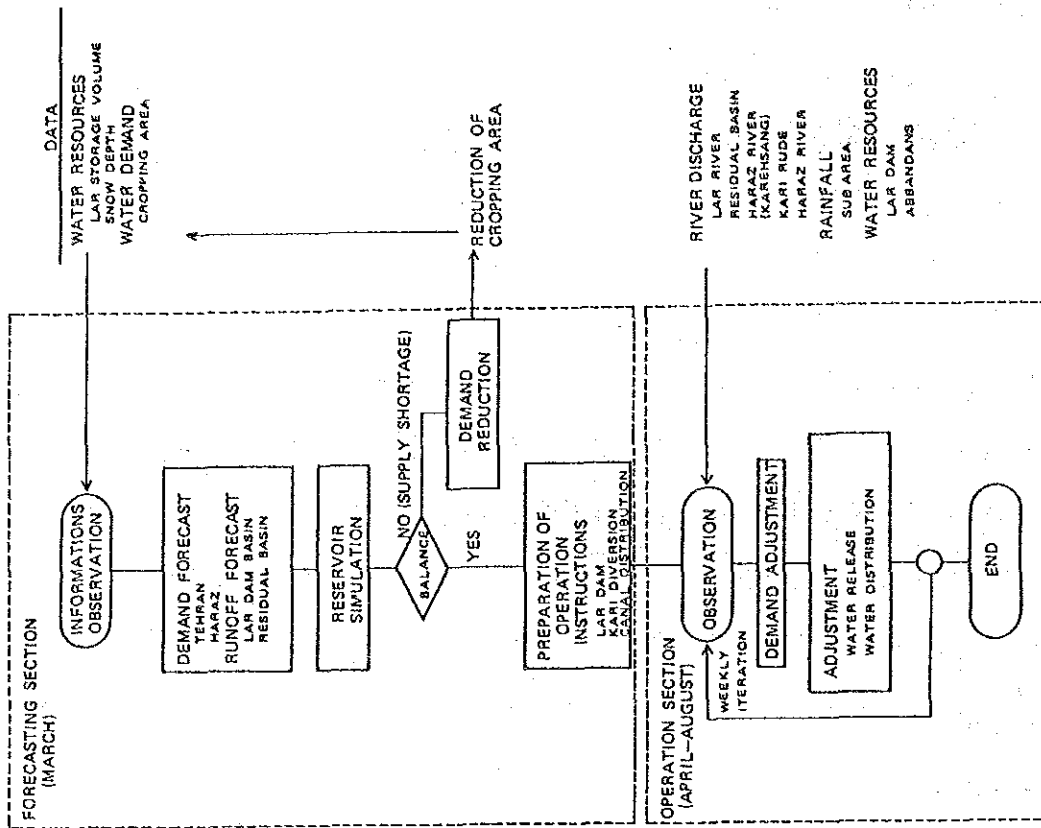 DATA
WATER RESOURCES
LAR STORAGE VOLUME
SNOW DEPTH
WATER DEMAND
CROPPING AREA
FORECASTING SECTION
(MARCH)
INFORMATIONS
OBSERVATION
DEMAND FORECAST
TEHRAN
HARAZ
RUNOFF FORECAST
LAR DAM BASIN
RESIDUAL BASIN
RESERVOIR
SIMULATION
BALANCE
NO (SUPPLY SHORTAGE)
DEMAND
REDUCTION
REDUCTION OF
CROPPING AREA
YES
PREPARATION OF
OPERATION
INSTRUCTIONS
LAR DAM
KARI DIVERSION
CANAL DISTRIBUTION
OPERATION SECTION
(APRIL-AUGUST)
OBSERVATION
RIVER DISCHARGE
LAR RIVER
RESIDUAL BASIN
HARAZ RIVER
(KAREHSANG)
KARI RUDE
HARAZ RIVER
RAINFALL
SUB AREA
WATER RESOURCES
LAR DAM
ABBANDANS
WEEKLY
ITERATION
DEMAND ADJUSTMENT
ADJUSTMENT
WATER RELEASE
WATER DISTRIBUTION
END